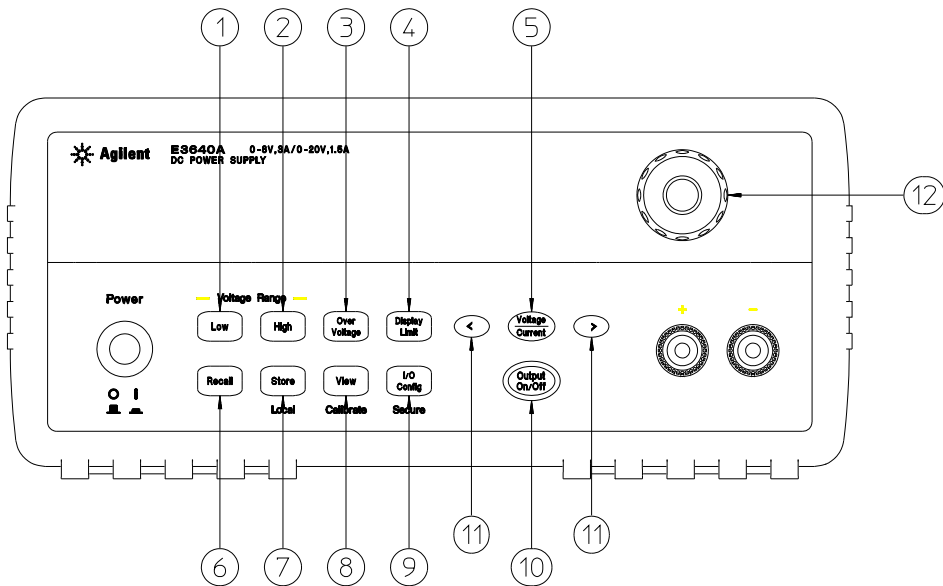 1 2 3 4 5
Agilent E3640A 0-8V,3A/0-20V,1.5A
DC POWER SUPPLY
12
Power
Voltage Range
+ -
Low High Over Voltage Display Limit < Voltage Current >
Recall Store View I/O Config Output On/Off
O I
Local Calibrate Secure
11 11
6 7 8 9 10